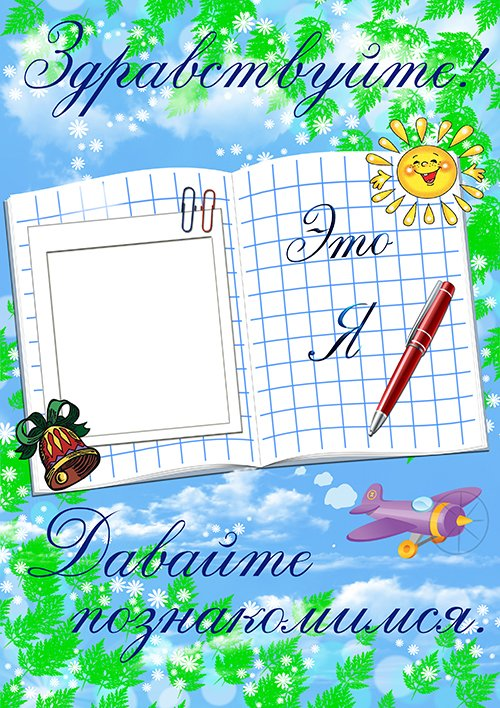 Здравствуйте!
Это
Я
Давайте
познакомимся.